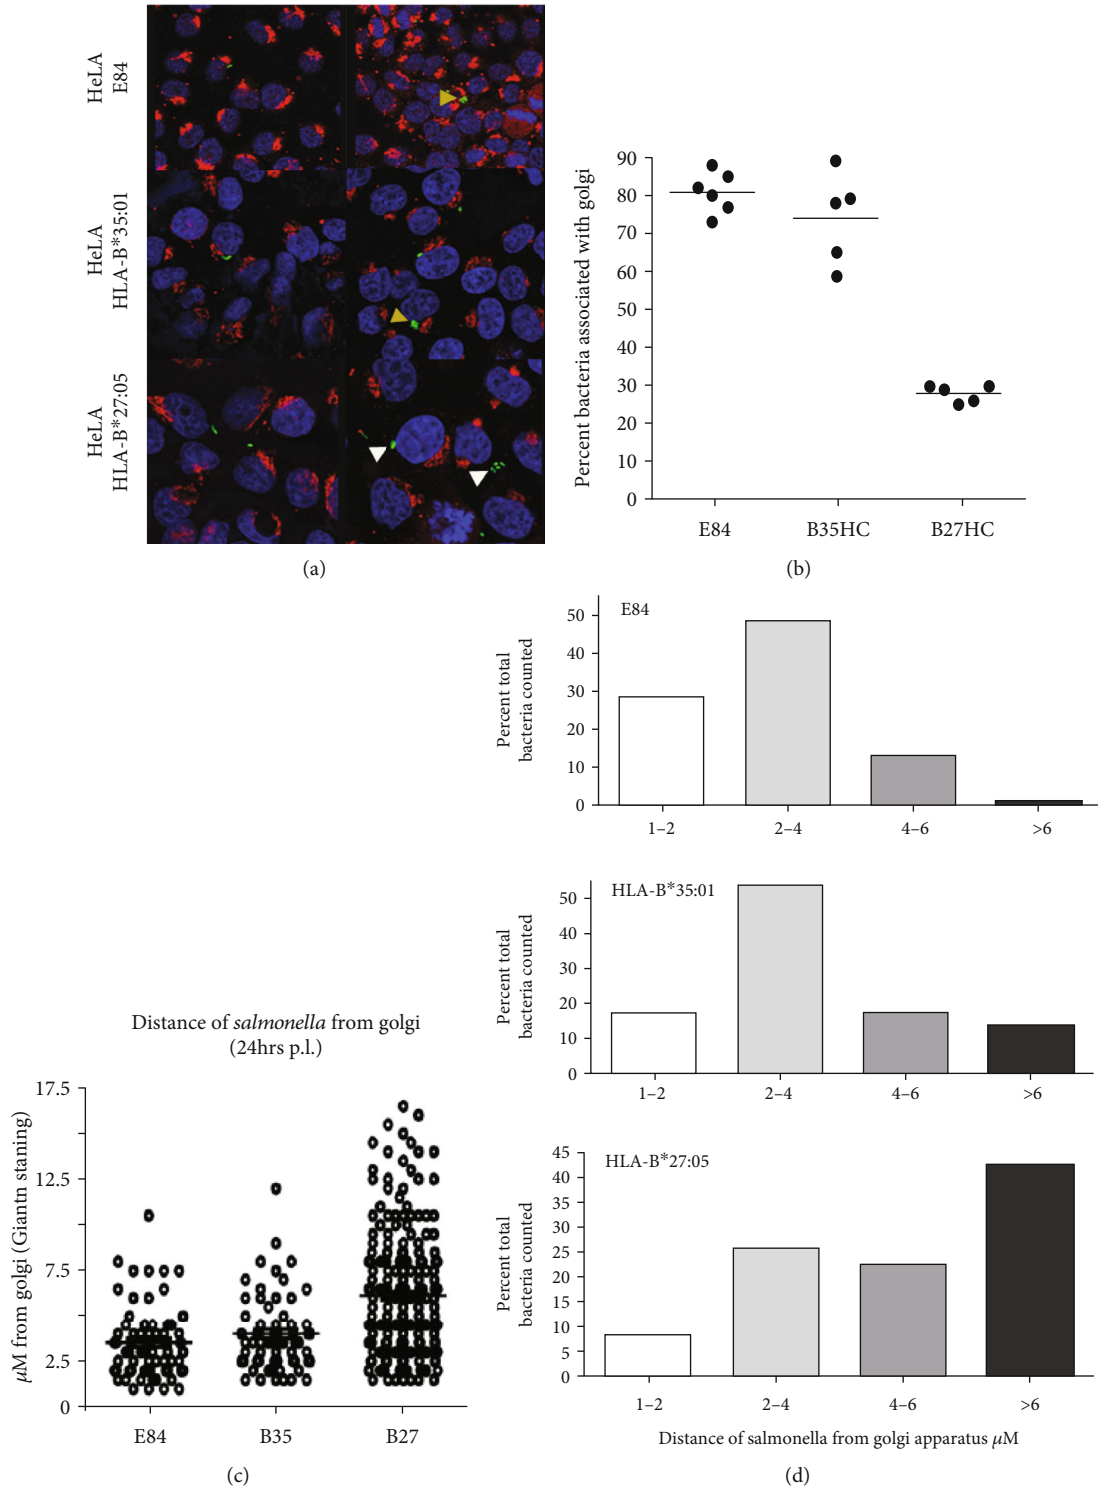 HeLA
E84
HeLA
HLA-B*35:01
HeLA
HLA-B*27:05
(a)
Percent bacteria associated with golgi
90
80
70
60
50
40
30
20
10
0
E84
B35HC
B27HC
(b)
Distance of salmonella from golgi
(24hrs p.l.)
µM from golgi (Giantn staning)
17.5
12.5
7.5
2.5
0
E84
B35
B27
(c)
E84
Percent total
bacteria counted
50
40
30
20
10
0
1–2
2–4
4–6
>6
HLA-B*35:01
Percent total
bacteria counted
50
40
30
20
10
0
1–2
2–4
4–6
>6
HLA-B*27:05
Percent total
bacteria counted
45
40
35
30
25
20
15
10
5
0
1–2
2–4
4–6
>6
Distance of salmonella from golgi apparatus µM
(d)